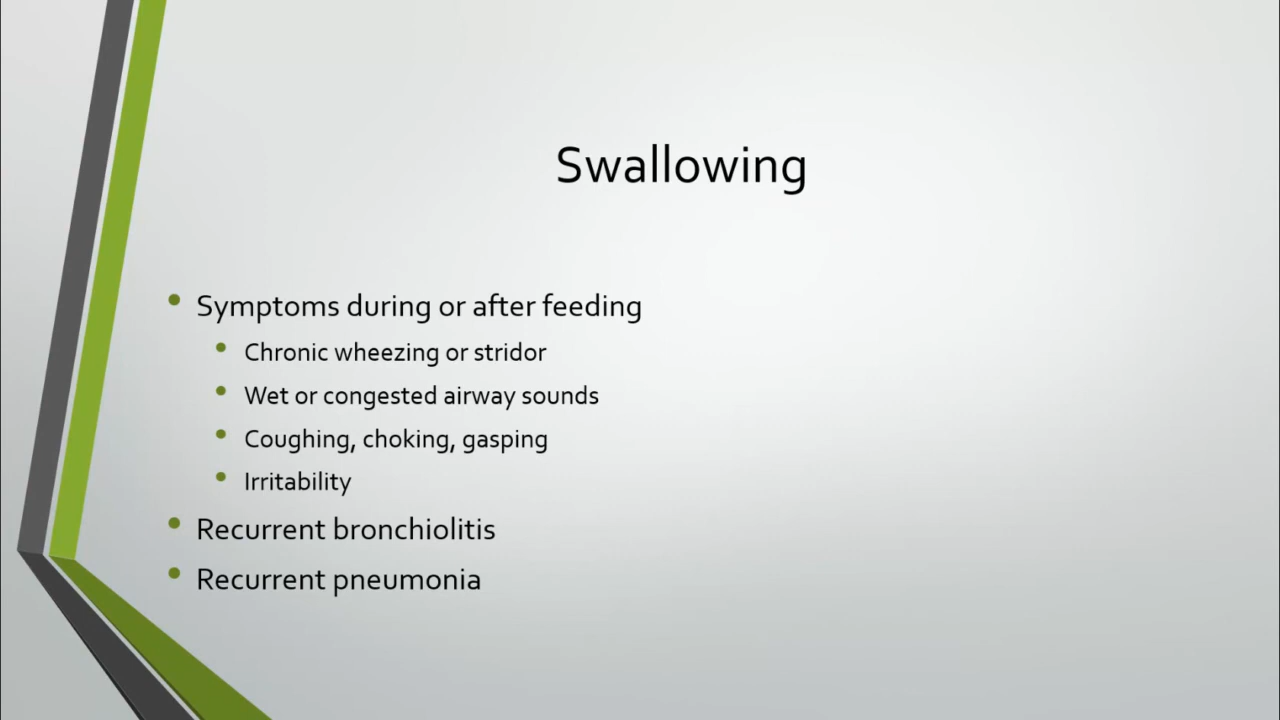 Swallowing
Symptoms during or after feeding
Chronic wheezing or stridor
Wet or congested airway sounds
Coughing, choking, gasping
Irritability
Recurrent bronchiolitis
Recurrent pneumonia